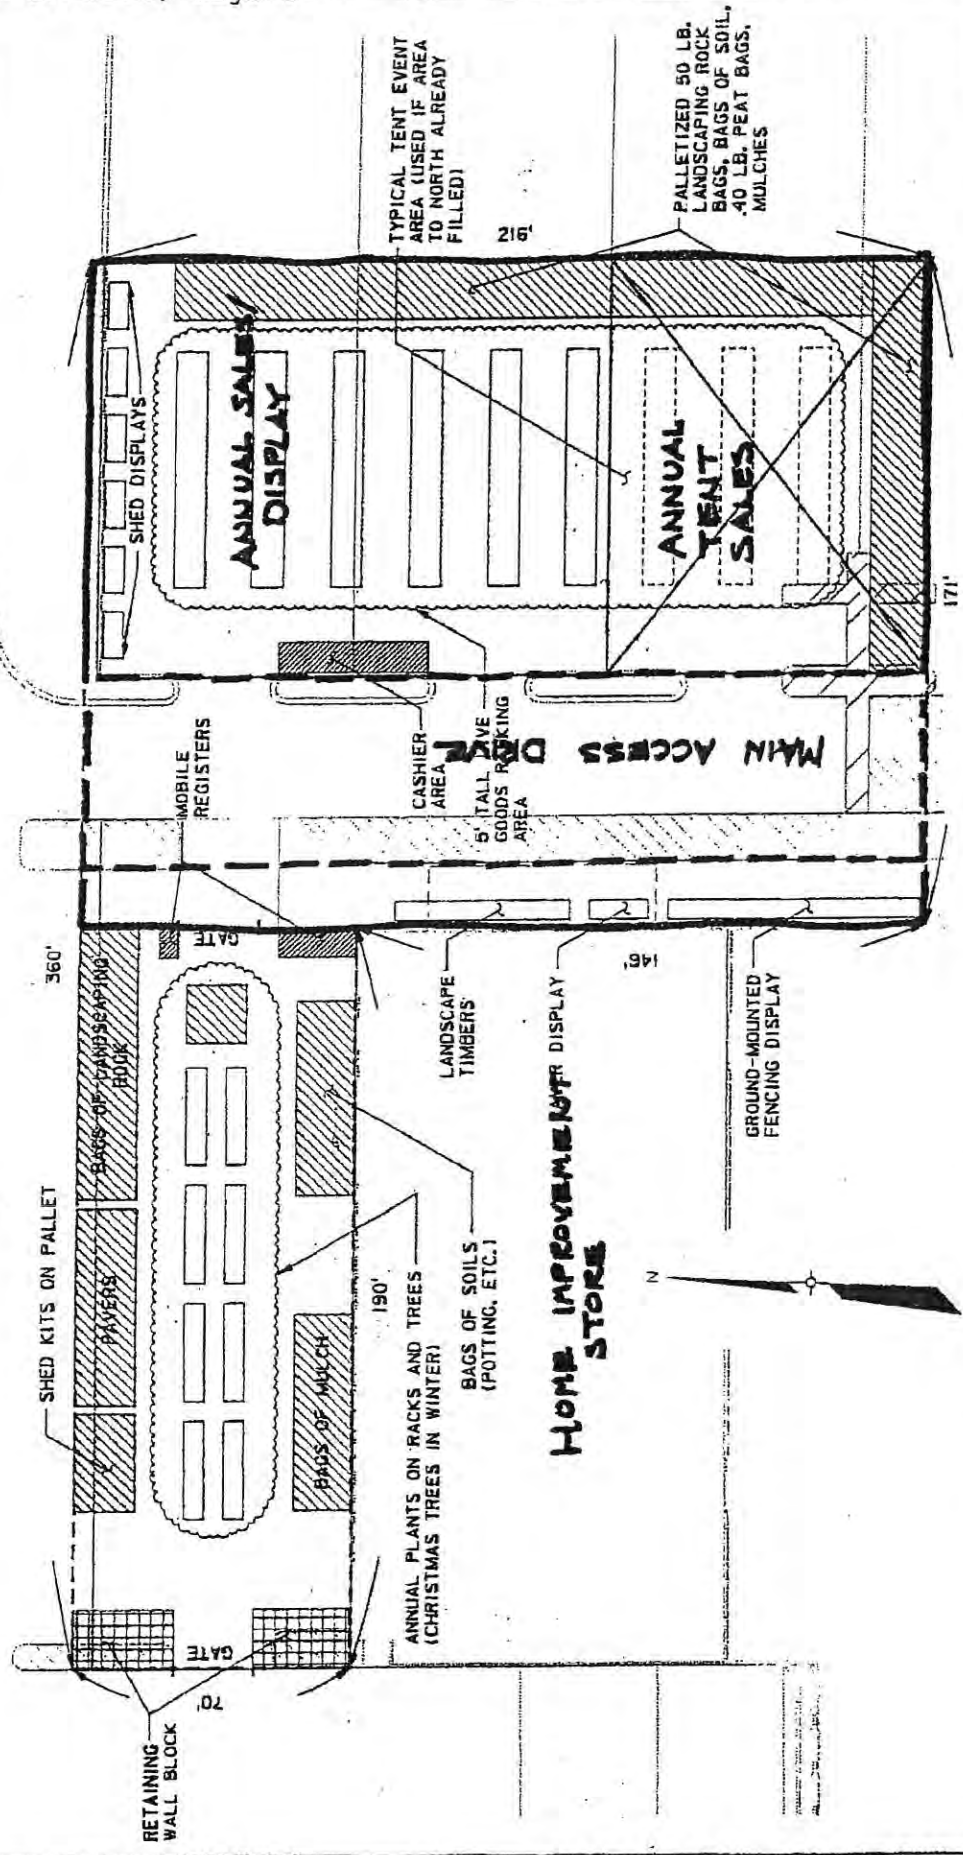 SHED DISPLAYS
ANNUAL SALES/
DISPLAY
TYPICAL TENT EVENT
AREA (USED IF AREA
TO NORTH ALREADY
FILLED)
216'
PALLETIZED 50 LB.
LANDSCAPING ROCK
BAGS, BAGS OF SOIL,
.40 LB. PEAT BAGS,
MULCHES
ANNUAL
TENT
SALES
171'
MOBILE
REGISTERS
CASHIER
AREA
5' TALL LIVE
GOODS RACKING
AREA
MAIN ACCESS DRIVE
360'
GATE
146'
LANDSCAPE
TIMBERS
DISPLAY
GROUND-MOUNTED
FENCING DISPLAY
SHED KITS ON PALLET
BAGS OF LANDSCAPING
ROCK
PAVERS
BAGS OF MULCH
190'
ANNUAL PLANTS ON RACKS AND TREES
(CHRISTMAS TREES IN WINTER)
BAGS OF SOILS
(POTTING, ETC.)
HOME IMPROVEMENT
STORE
N
GATE
70'
RETAINING
WALL BLOCK